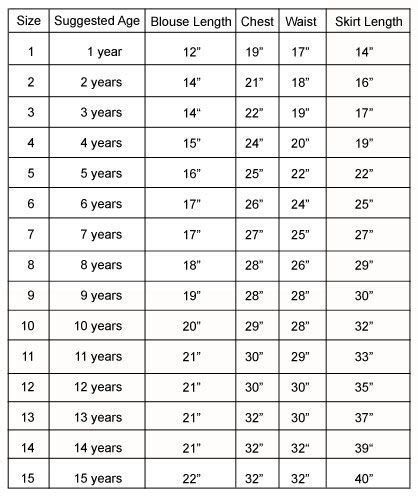 Size Suggested Age Blouse Length Chest Waist Skirt Length
1 1 year 12” 19” 17” 14”
2 2 years 14” 21” 18” 16”
3 3 years 14“ 22” 19” 17”
4 4 years 15” 24” 20” 19”
5 5 years 16” 25” 22” 22”
6 6 years 17” 26” 24” 25”
7 7 years 17” 27” 25” 27”
8 8 years 18” 28” 26” 29”
9 9 years 19” 28” 28” 30”
10 10 years 20” 29” 28” 32”
11 11 years 21” 30” 29” 33”
12 12 years 21” 30” 30” 35”
13 13 years 21” 32” 30” 37”
14 14 years 21” 32” 32“ 39“
15 15 years 22” 32” 32” 40”